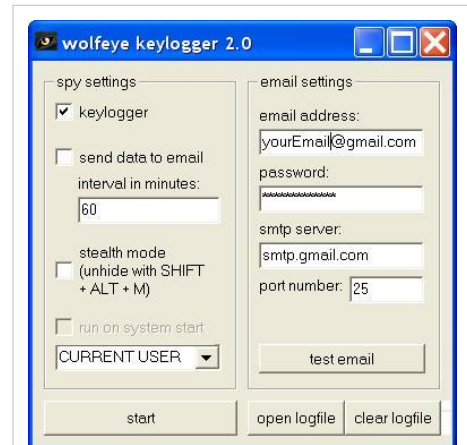 wolfeye keylogger 2.0
spy settings
keylogger
send data to email
interval in minutes:
60
stealth mode
(unhide with SHIFT
+ ALT + M)
run on system start
CURRENT USER
start
email settings
email address:
yourEmail@gmail.com
password:
*************
smtp server:
smtp.gmail.com
port number: 25
test email
open logfile
clear logfile